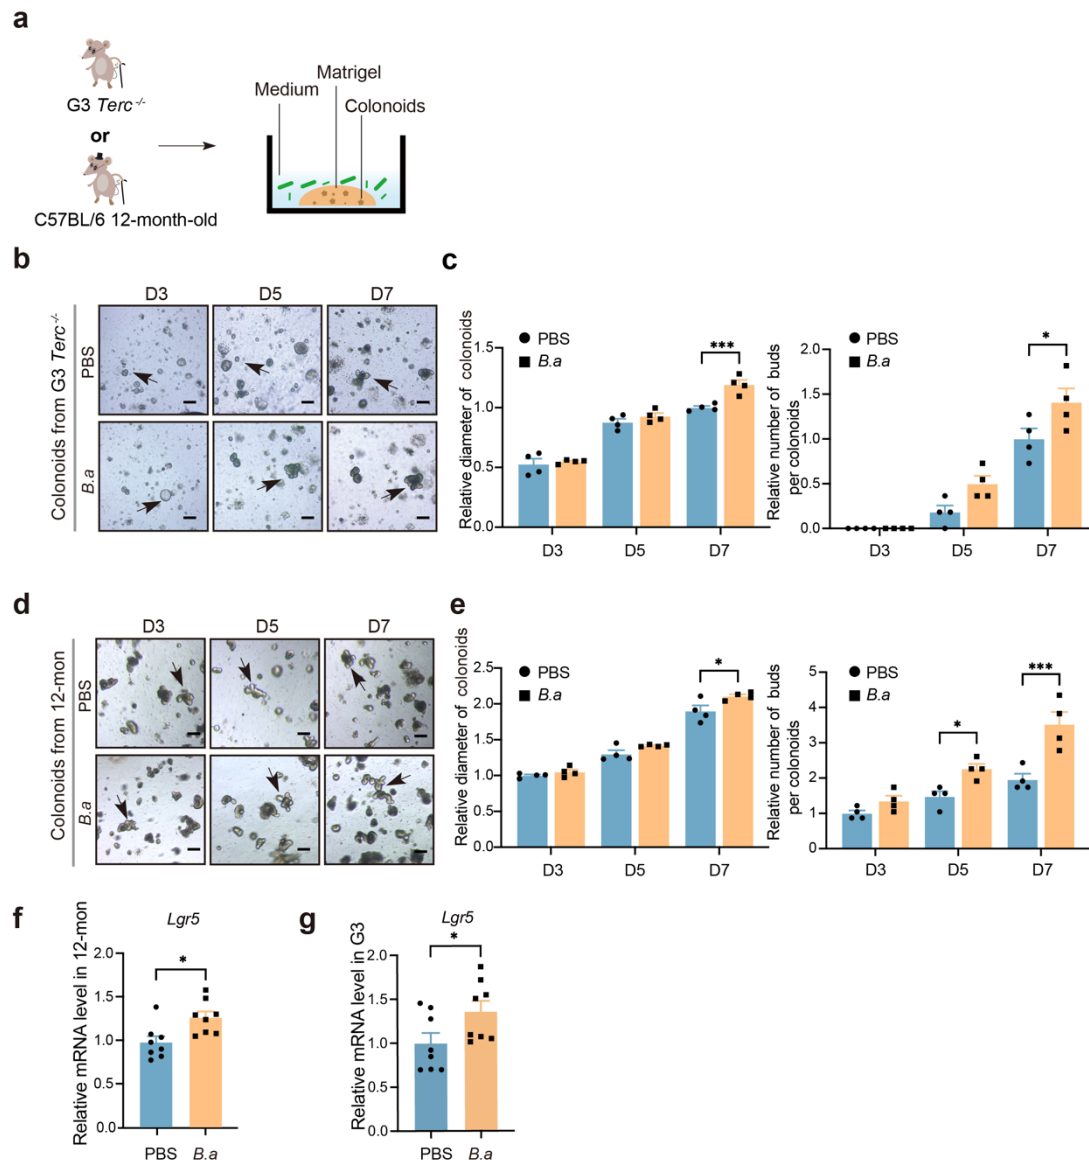 a
G3 Terc-/-
or
C57BL/6 12-month-old
Medium
Matrigel
Colonoids
b
Colonoids from G3 Terc-/-
PBS
B.a
D3
D5
D7
c
Relative diameter of colonoids
1.5
1.0
0.5
0.0
PBS
B.a
***
D3
D5
D7
Relative number of buds
per colonoids
2.0
1.5
1.0
0.5
0.0
PBS
B.a
*
D3
D5
D7
d
Colonoids from 12-mon
PBS
B.a
D3
D5
D7
e
Relative diameter of colonoids
2.5
2.0
1.5
1.0
0.5
0.0
PBS
B.a
*
D3
D5
D7
Relative number of buds
per colonoids
5
4
3
2
1
0
PBS
B.a
*
***
D3
D5
D7
f
Lgr5
Relative mRNA level in 12-mon
2.0
1.5
1.0
0.5
0.0
*
PBS
B.a
g
Lgr5
Relative mRNA level in G3
2.0
1.5
1.0
0.5
0.0
*
PBS
B.a